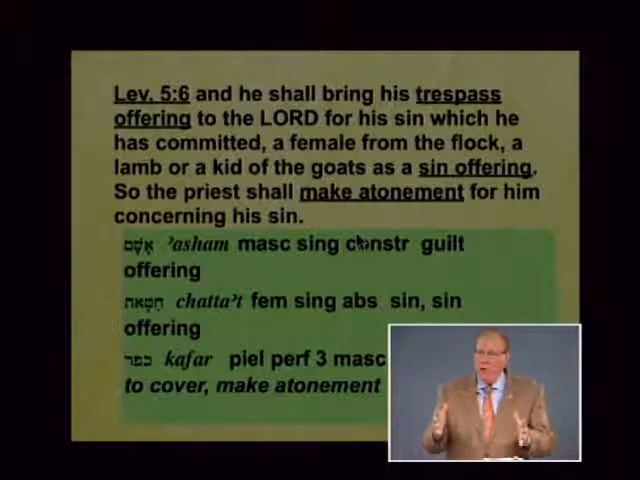 Lev. 5:6 and he shall bring his trespass
offering to the LORD for his sin which he
has committed, a female from the flock, a
lamb or a kid of the goats as a sin offering.
So the priest shall make atonement for him
concerning his sin.
אָשָׁם ʾasham masc sing constr guilt
offering
חַטָּאת chattaʾt fem sing abs sin, sin
offering
כפר kafar piel perf 3 masc
to cover, make atonement